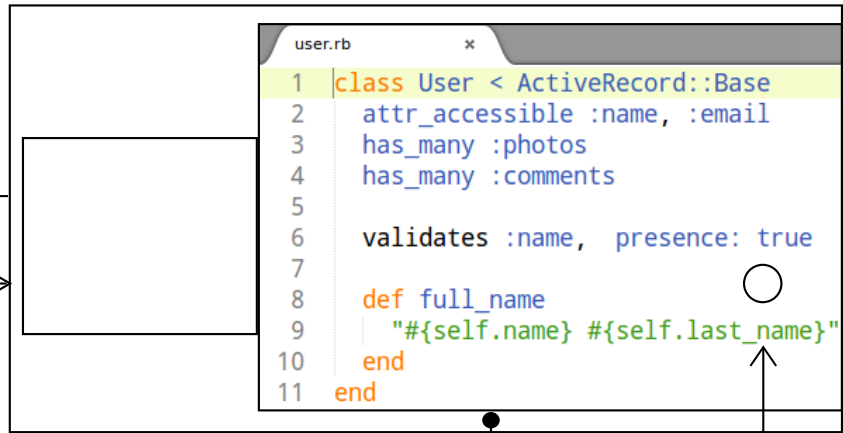 user.rb ×
1 class User < ActiveRecord::Base
2   attr_accessible :name, :email
3   has_many :photos
4   has_many :comments
5
6   validates :name,  presence: true
7
8   def full_name
9     "#{self.name} #{self.last_name}"
10   end
11 end